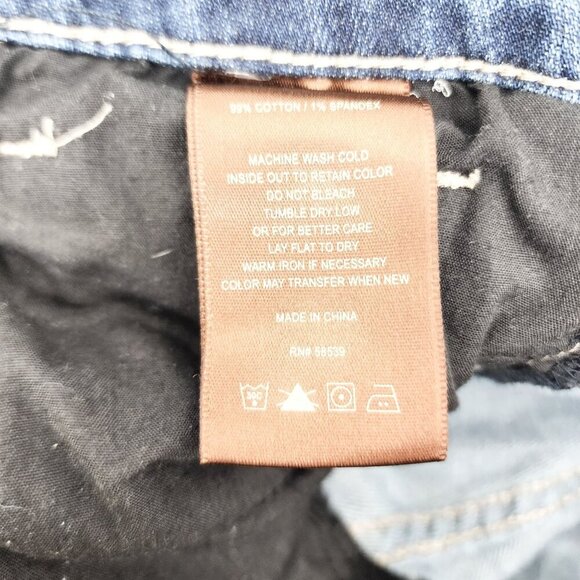 99% COTTON / 1% SPANDEX
MACHINE WASH COLD
INSIDE OUT TO RETAIN COLOR
DO NOT BLEACH
TUMBLE DRY LOW
OR FOR BETTER CARE
LAY FLAT TO DRY
WARM IRON IF NECESSARY
COLOR MAY TRANSFER WHEN NEW
MADE IN CHINA
RN# 58539
30C